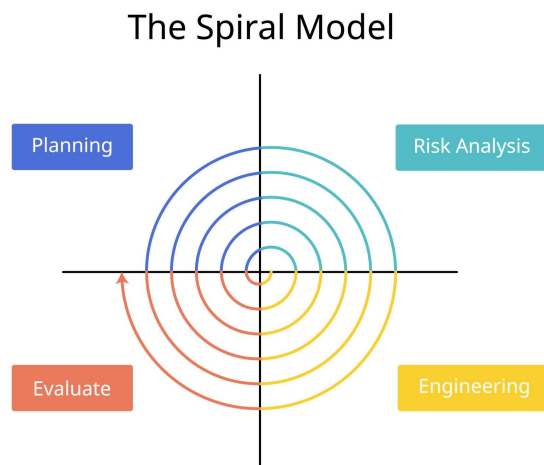 The Spiral Model
Planning
Risk Analysis
Evaluate
Engineering